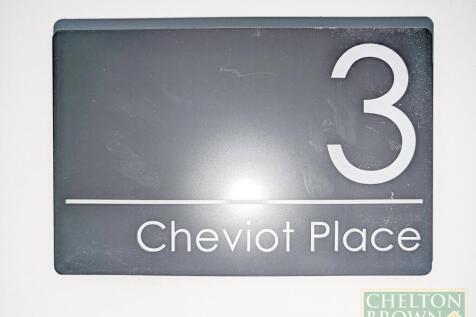 3
Cheviot Place
CHELTON
BROWN